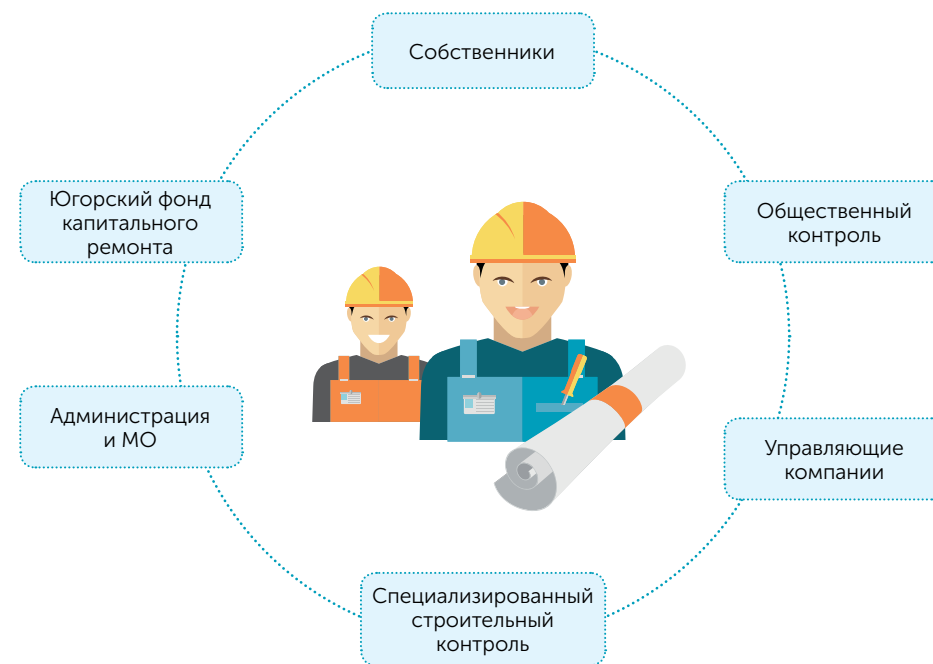 Собственники
Общественный
контроль
Управляющие
компании
Специализированный
строительный
контроль
Администрация
и МО
Югорский фонд
капитального
ремонта